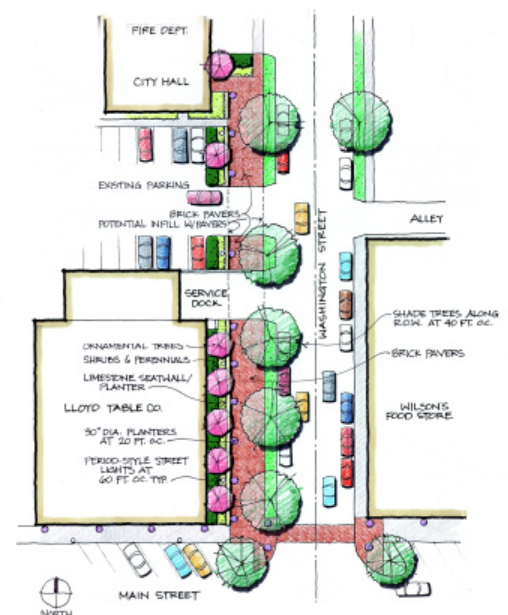 FIRE DEPT.
CITY HALL
EXISTING PARKING
BRICK PAVERS
POTENTIAL INFILL W/PAVERS
WASHINGTON STREET
ALLEY
SERVICE
DOCK
SHADE TREES ALONG
R.O.W. AT 40 FT. O.C.
ORNAMENTAL TREES
SHRUBS & PERENNIALS
BRICK PAVERS
LIMESTONE SEATWALL/
PLANTER
LLOYD TABLE CO.
WILSON'S
FOOD STORE
30" DIA. PLANTERS
AT 20 FT. O.C.
PERIOD-STYLE STREET
LIGHTS AT
60 FT. O.C. TYP.
MAIN STREET
NORTH